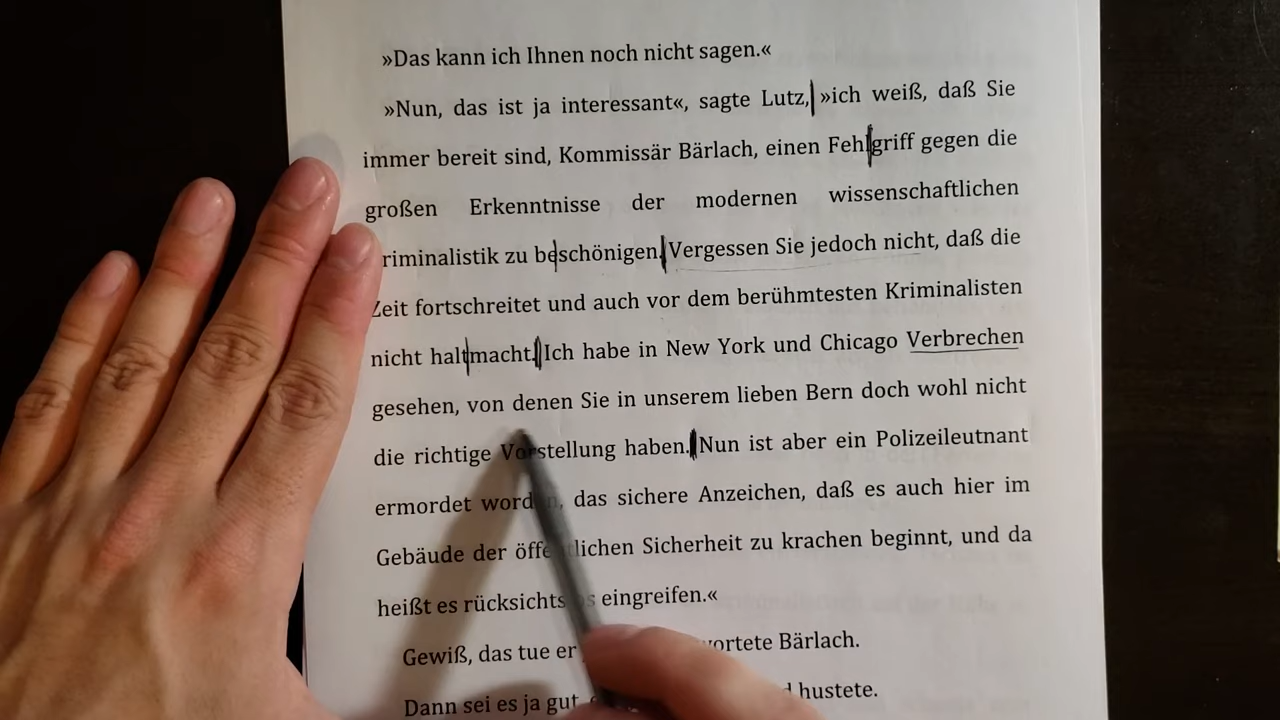 »Das kann ich Ihnen noch nicht sagen.«
»Nun, das ist ja interessant«, sagte Lutz, »ich weiß, daß Sie
immer bereit sind, Kommissär Bärlach, einen Fehlgriff gegen die
großen Erkenntnisse der modernen wissenschaftlichen
riminalistik zu beschönigen. Vergessen Sie jedoch nicht, daß die
Zeit fortschreitet und auch vor dem berühmtesten Kriminalisten
nicht haltmacht. Ich habe in New York und Chicago Verbrechen
gesehen, von denen Sie in unserem lieben Bern doch wohl nicht
die richtige Vorstellung haben. Nun ist aber ein Polizeileutnant
ermordet worden, das sichere Anzeichen, daß es auch hier im
Gebäude der öffentlichen Sicherheit zu krachen beginnt, und da
heißt es rücksichtslos eingreifen.«
Gewiß, das tue er wortete Bärlach.
Dann sei es ja gut hustete.